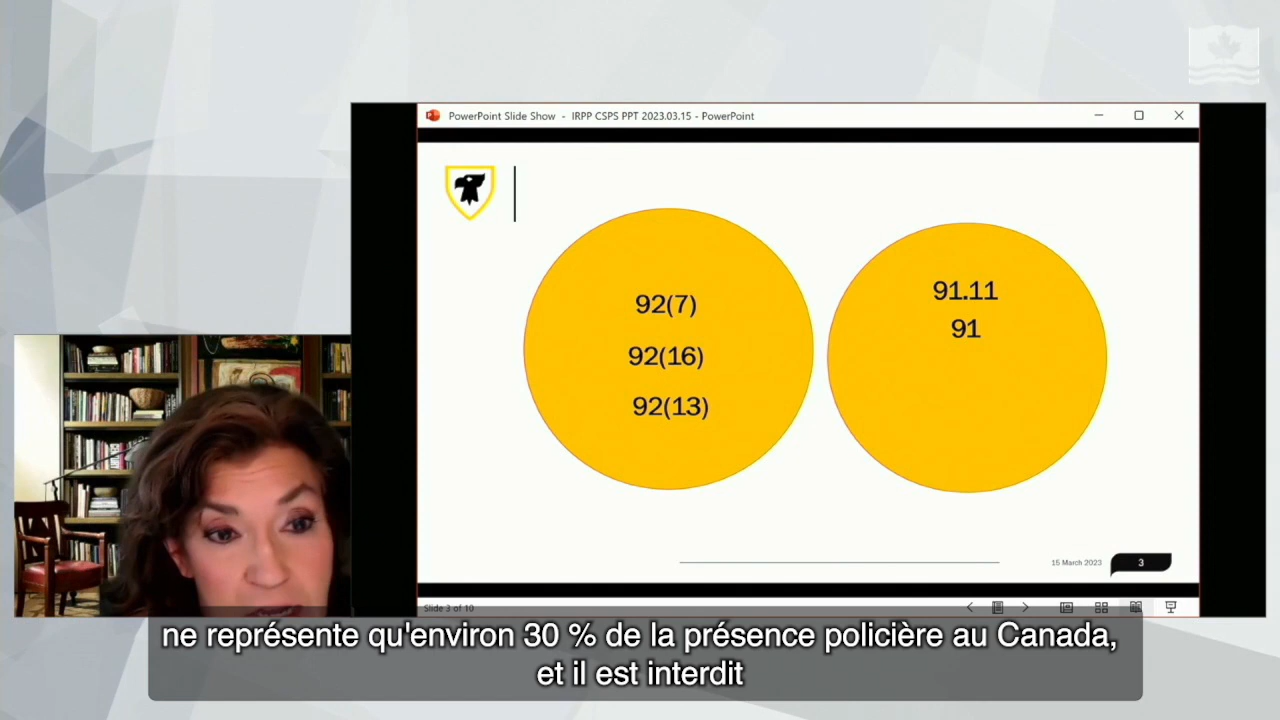 PowerPoint Slide Show - IRPP CSPS PPT 2023.03.15 - PowerPoint
92(7)
92(16)
92(13)
91.11
91
15 March 2023
3
Slide 3 of 10
ne représente qu'environ 30 % de la présence policière au Canada,
et il est interdit